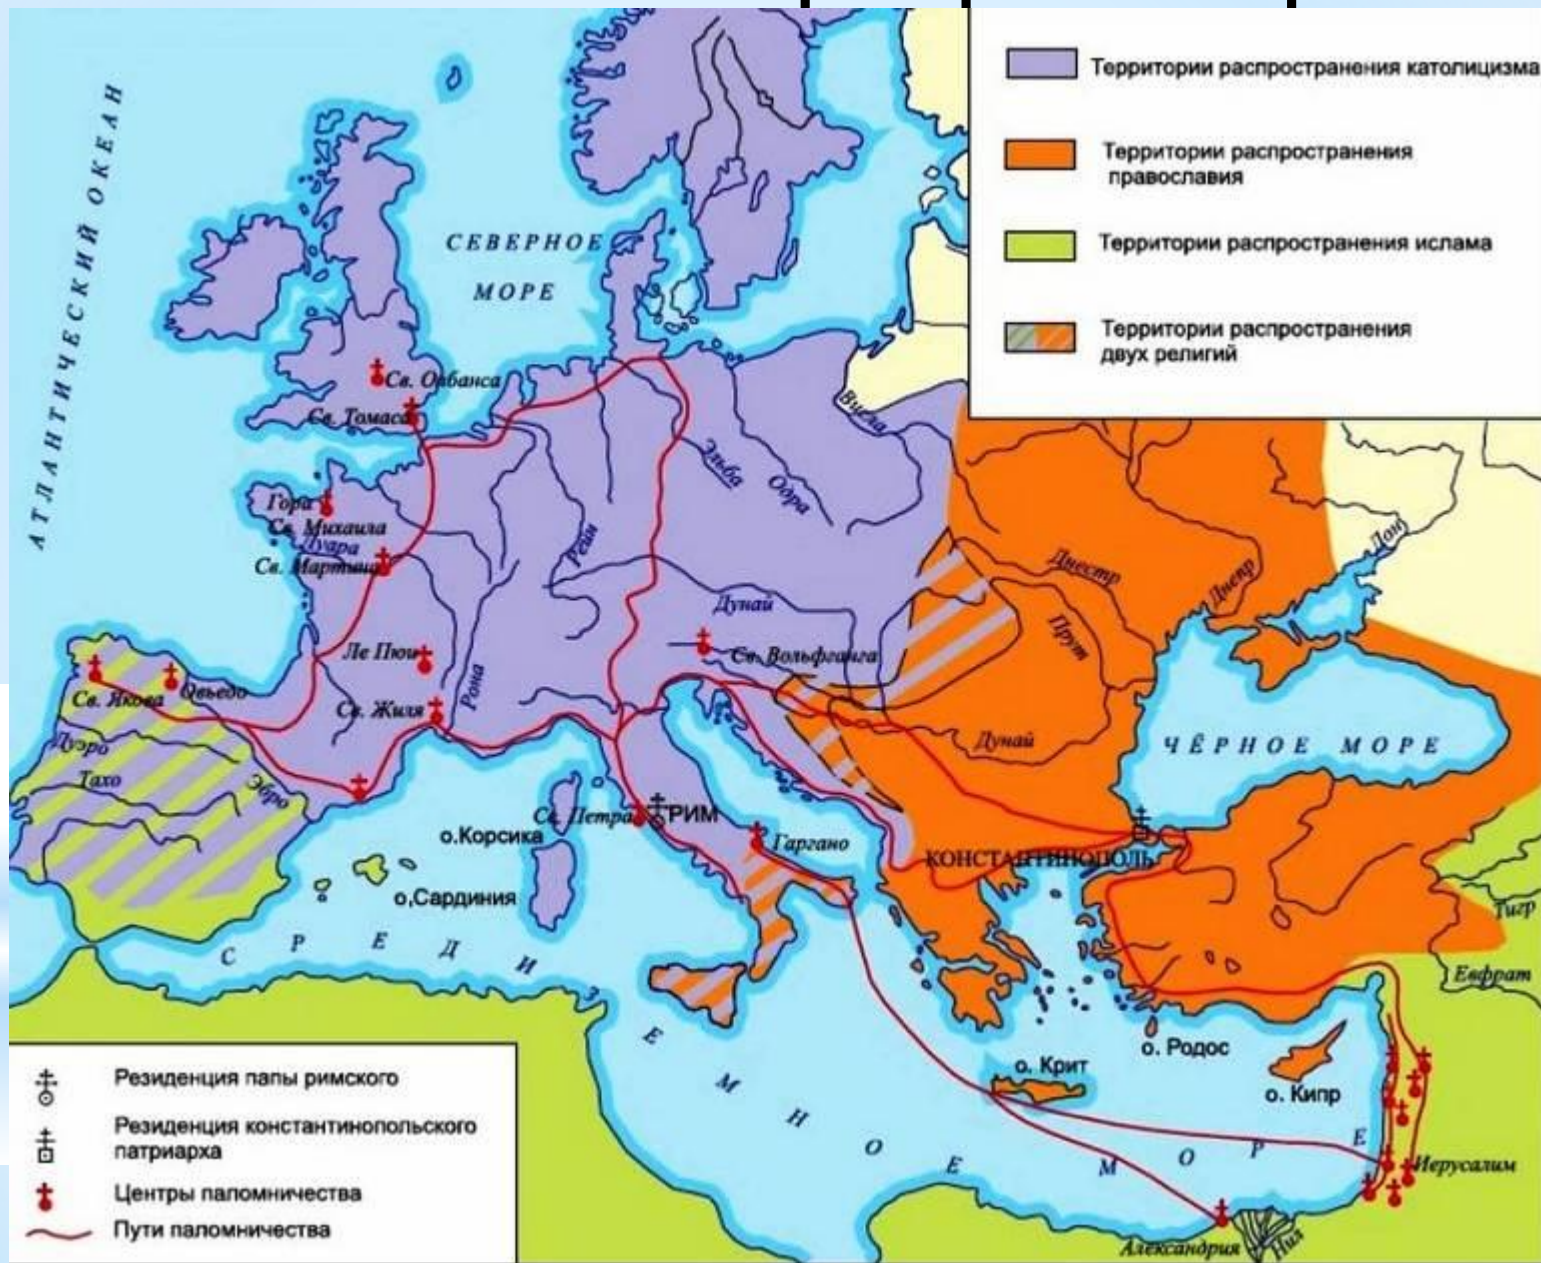 Территории распространения католицизма
Территории распространения
православия
Территории распространения ислама
Территории распространения
двух религий
АТЛАНТИЧЕСКИЙ ОКЕАН
СЕВЕРНОЕ
МОРЕ
Св. Олбанса
Св. Томаса
Висла
Эльба
Одра
Гора
Св. Михаила
Луара
Св. Мартина
Рейн
Дон
Днестр
Днепр
Дунай
Прут
Ле Пюи
Св. Вольфганга
Св. Якова
Овьедо
Рона
Св. Жиля
Дуэро
Тахо
Эбро
Дунай
ЧЁРНОЕ МОРЕ
Св. Петра
РИМ
о.Корсика
Гаргано
КОНСТАНТИНОПОЛЬ
о.Сардиния
Тигр
Евфрат
СРЕДИЗЕМНОЕ МОРЕ
о. Крит
о. Родос
о. Кипр
Иерусалим
Александрия
Нил
Резиденция папы римского
Резиденция константинопольского
патриарха
Центры паломничества
Пути паломничества